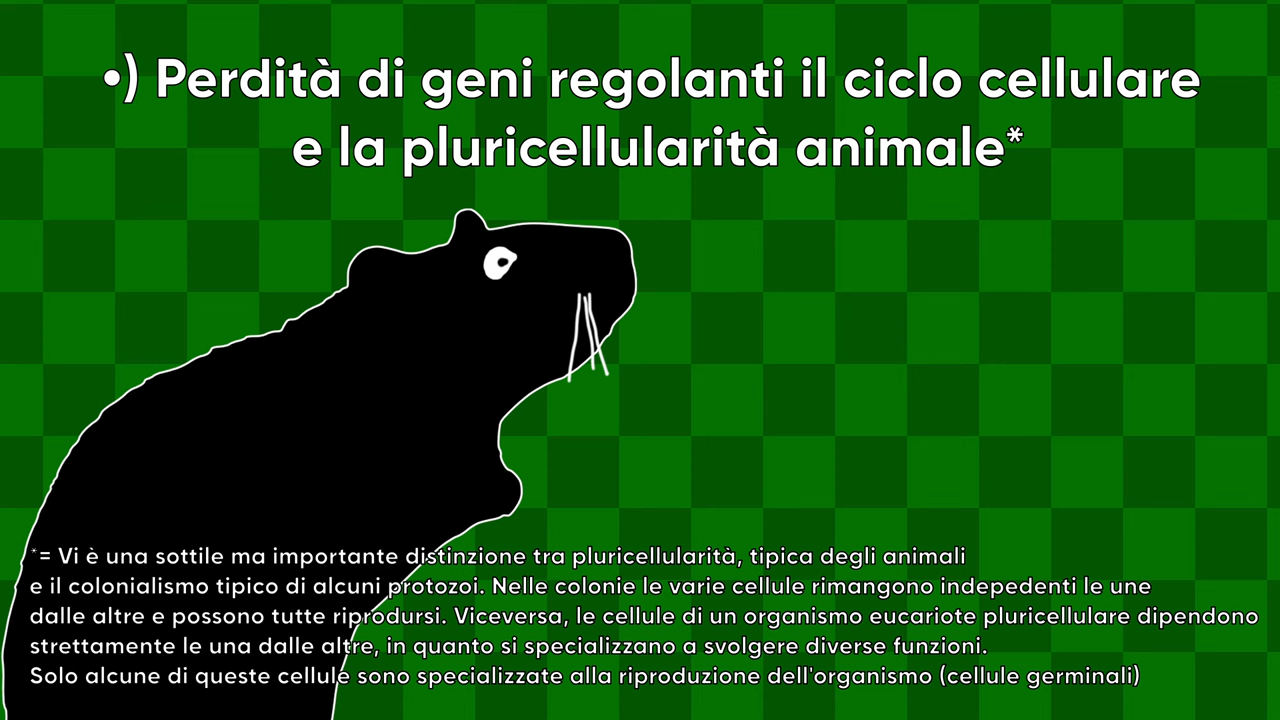 •) Perdità di geni regolanti il ciclo cellulare
e la pluricellularità animale*
*= Vi è una sottile ma importante distinzione tra pluricellularità, tipica degli animali
e il colonialismo tipico di alcuni protozoi. Nelle colonie le varie cellule rimangono indepedenti le une
dalle altre e possono tutte riprodursi. Viceversa, le cellule di un organismo eucariote pluricellulare dipendono
strettamente le una dalle altre, in quanto si specializzano a svolgere diverse funzioni.
Solo alcune di queste cellule sono specializzate alla riproduzione dell'organismo (cellule germinali)